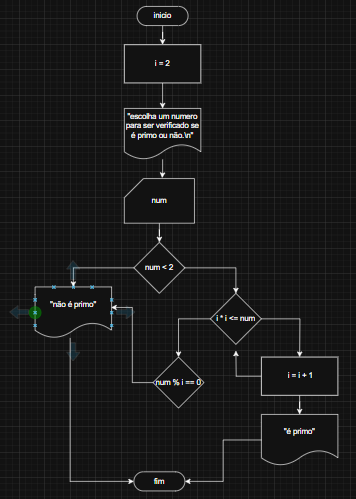 inicio
i = 2
"escolha um numero
para ser verificado se
é primo ou não.\n"
num
num < 2
"não é primo"
i * i <= num
num % i == 0
i = i + 1
"é primo"
fim